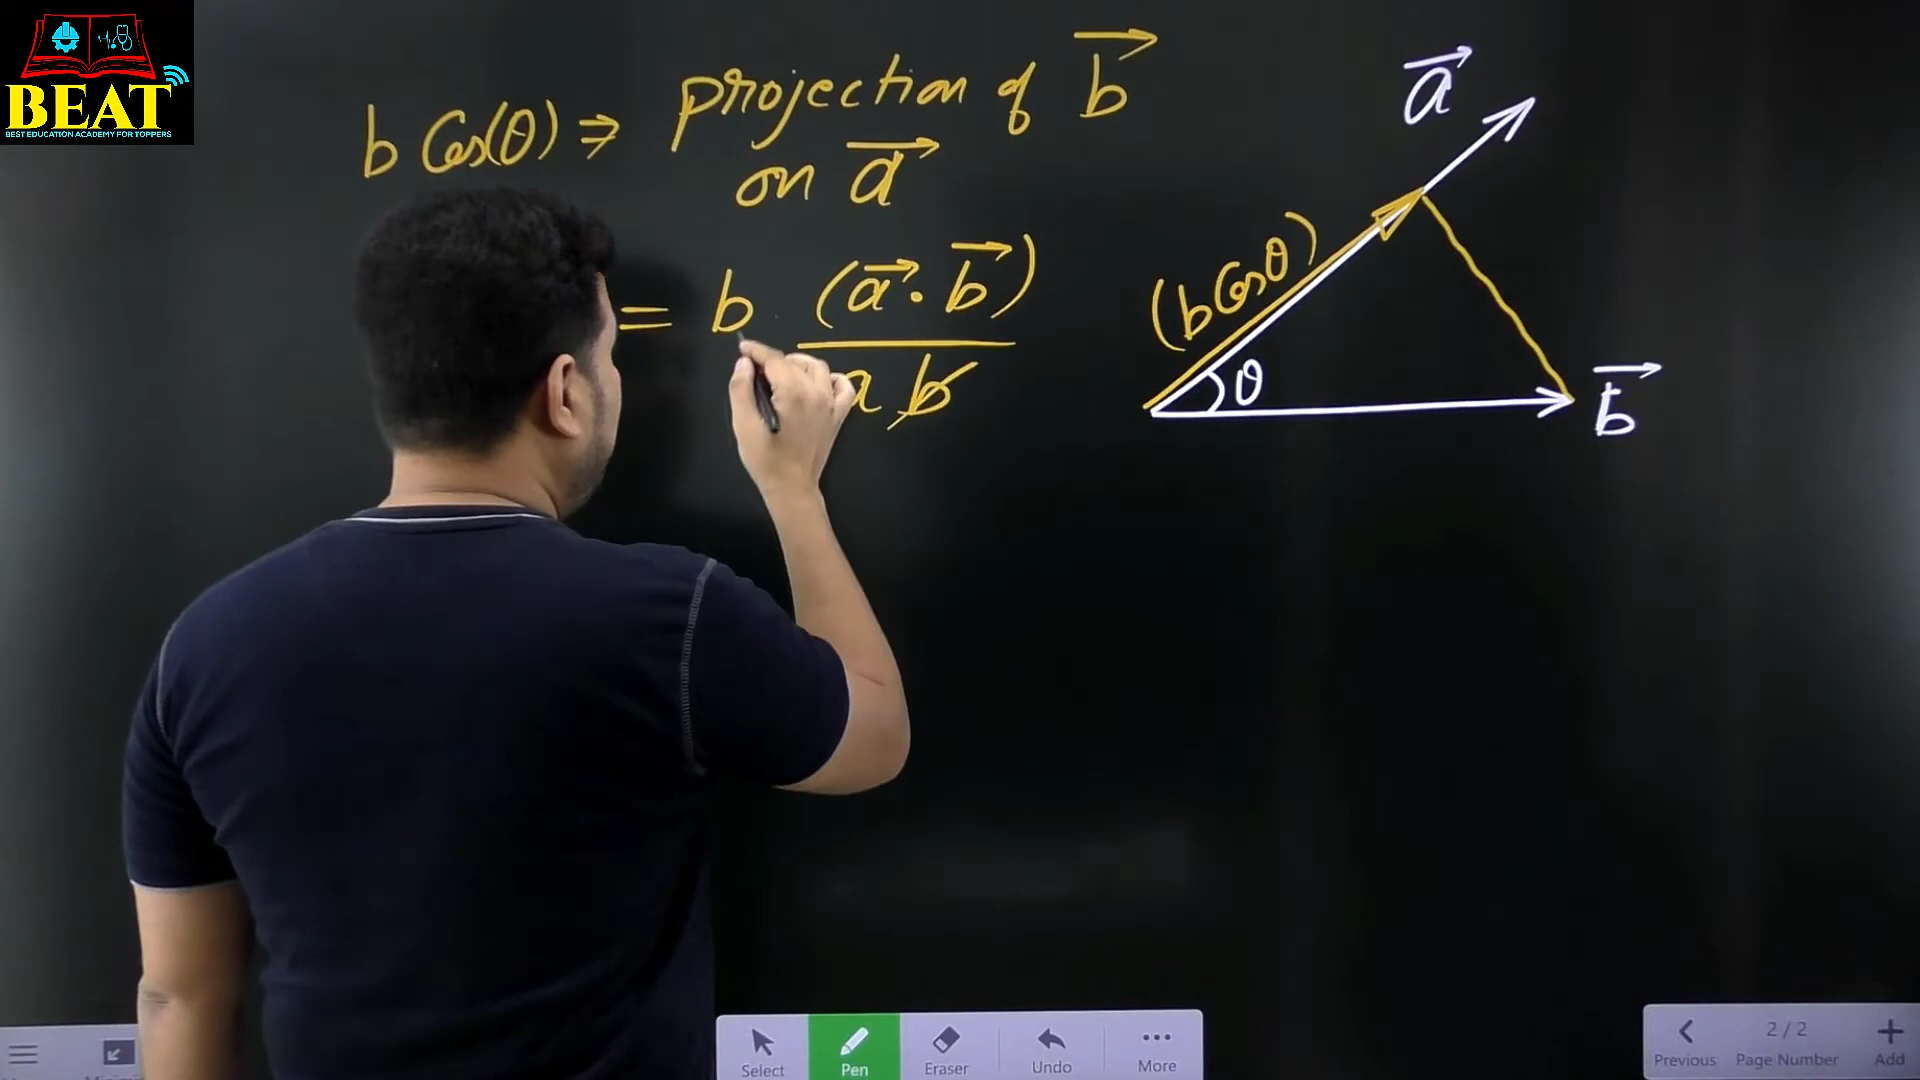 BEAT
BEST EDUCATION ACADEMY FOR TOPPERS
b Cos(θ) ⇒ projection of b⃗
on a⃗
= b (a⃗ · b⃗)
a b
a⃗
(b Cosθ)
θ
b⃗
Select
Pen
Eraser
Undo
More
2 / 2
Previous
Page Number
Add